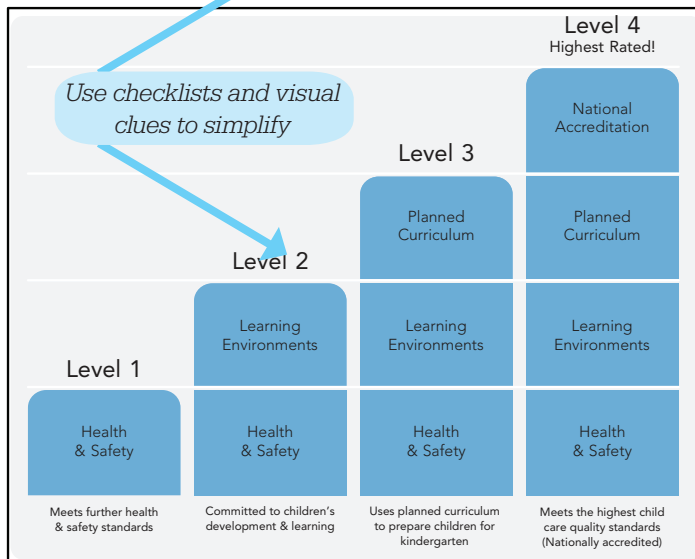 Level 4
Highest Rated!
Use checklists and visual
clues to simplify
National
Accreditation
Level 3
Planned
Curriculum
Planned
Curriculum
Level 2
Learning
Environments
Learning
Environments
Learning
Environments
Level 1
Health
& Safety
Health
& Safety
Health
& Safety
Health
& Safety
Meets further health
& safety standards
Committed to children's
development & learning
Uses planned curriculum
to prepare children for
kindergarten
Meets the highest child
care quality standards
(Nationally accredited)